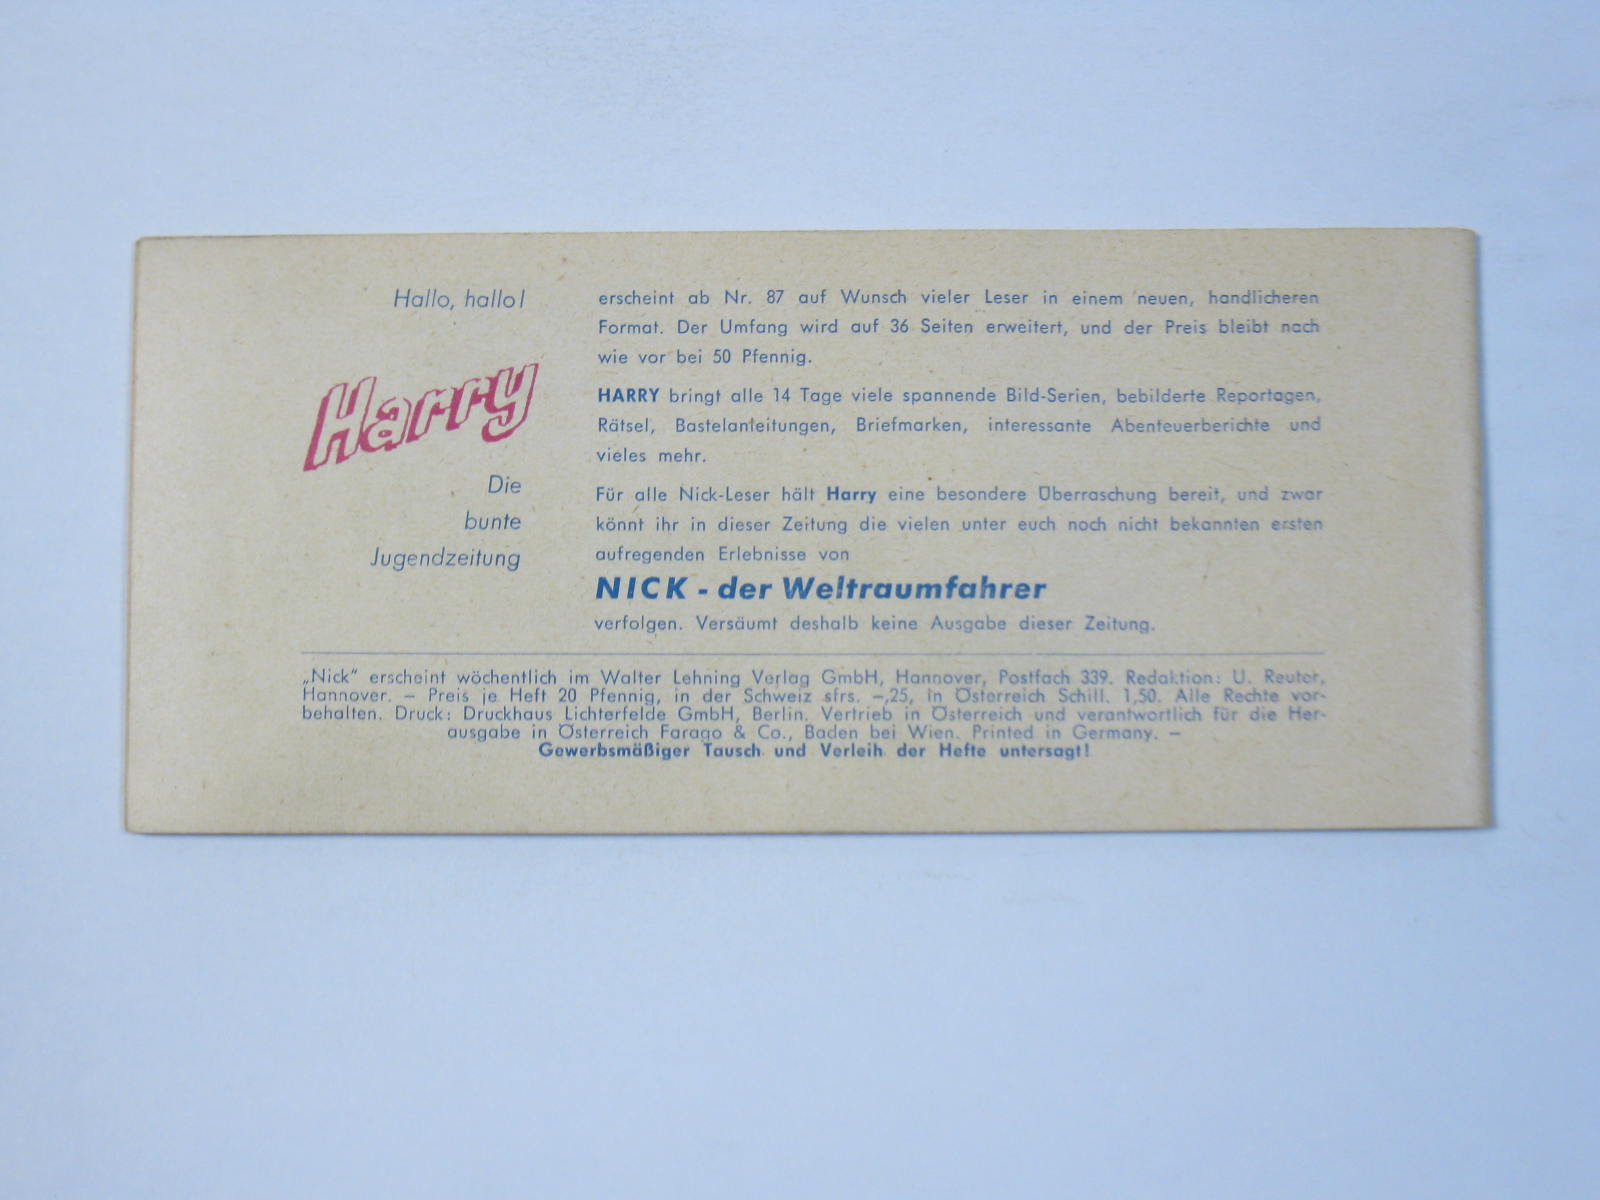 Hallo, hallo!
Harry
Die
bunte
Jugendzeitung
erscheint ab Nr. 87 auf Wunsch vieler Leser in einem neuen, handlicheren
Format. Der Umfang wird auf 36 Seiten erweitert, und der Preis bleibt nach
wie vor bei 50 Pfennig.
HARRY bringt alle 14 Tage viele spannende Bild-Serien, bebilderte Reportagen,
Rätsel, Bastelanleitungen, Briefmarken, interessante Abenteuerberichte und
vieles mehr.
Für alle Nick-Leser hält Harry eine besondere Überraschung bereit, und zwar
könnt ihr in dieser Zeitung die vielen unter euch noch nicht bekannten ersten
aufregenden Erlebnisse von
NICK - der Weltraumfahrer
verfolgen. Versäumt deshalb keine Ausgabe dieser Zeitung.
„Nick“ erscheint wöchentlich im Walter Lehning Verlag GmbH, Hannover, Postfach 339. Redaktion: U. Reuter,
Hannover. — Preis je Heft 20 Pfennig, in der Schweiz sfrs. —,25, in Österreich Schill. 1,50. Alle Rechte vor-
behalten. Druck: Druckhaus Lichterfelde GmbH, Berlin. Vertrieb in Österreich und verantwortlich für die Her-
ausgabe in Österreich Farago & Co., Baden bei Wien. Printed in Germany. —
Gewerbsmäßiger Tausch und Verleih der Hefte untersagt!